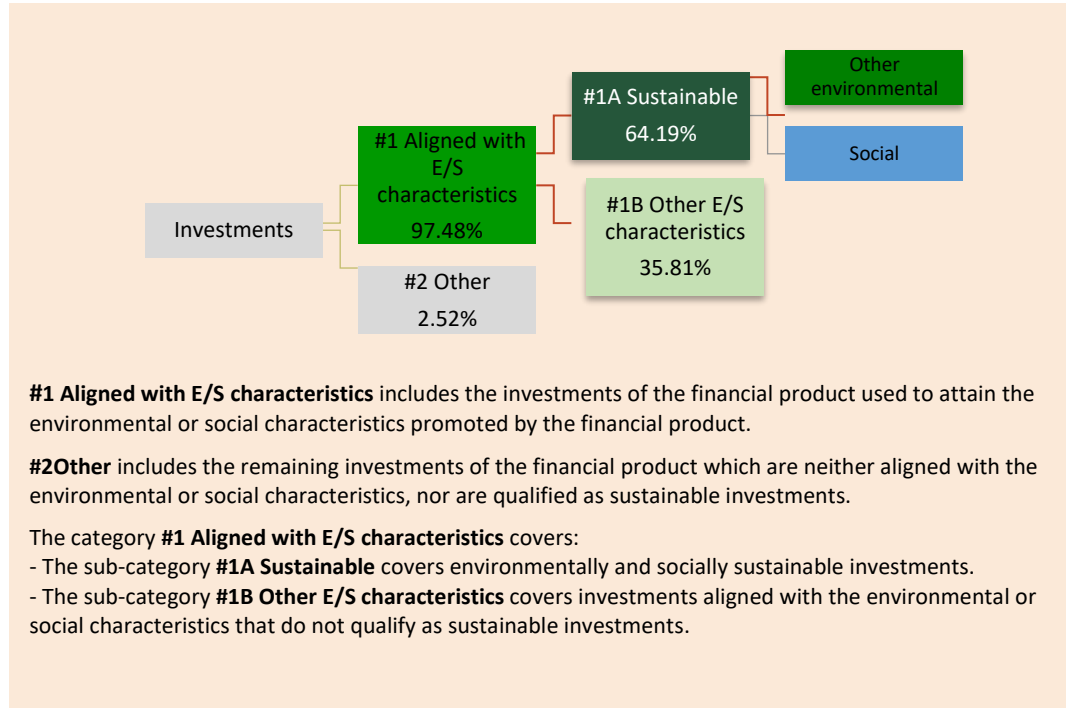 Investments
#1 Aligned with
E/S
characteristics
97.48%
#2 Other
2.52%
#1A Sustainable
64.19%
#1B Other E/S
characteristics
35.81%
Other
environmental
Social
#1 Aligned with E/S characteristics includes the investments of the financial product used to attain the
environmental or social characteristics promoted by the financial product.
#2Other includes the remaining investments of the financial product which are neither aligned with the
environmental or social characteristics, nor are qualified as sustainable investments.
The category #1 Aligned with E/S characteristics covers:
- The sub-category #1A Sustainable covers environmentally and socially sustainable investments.
- The sub-category #1B Other E/S characteristics covers investments aligned with the environmental or
social characteristics that do not qualify as sustainable investments.